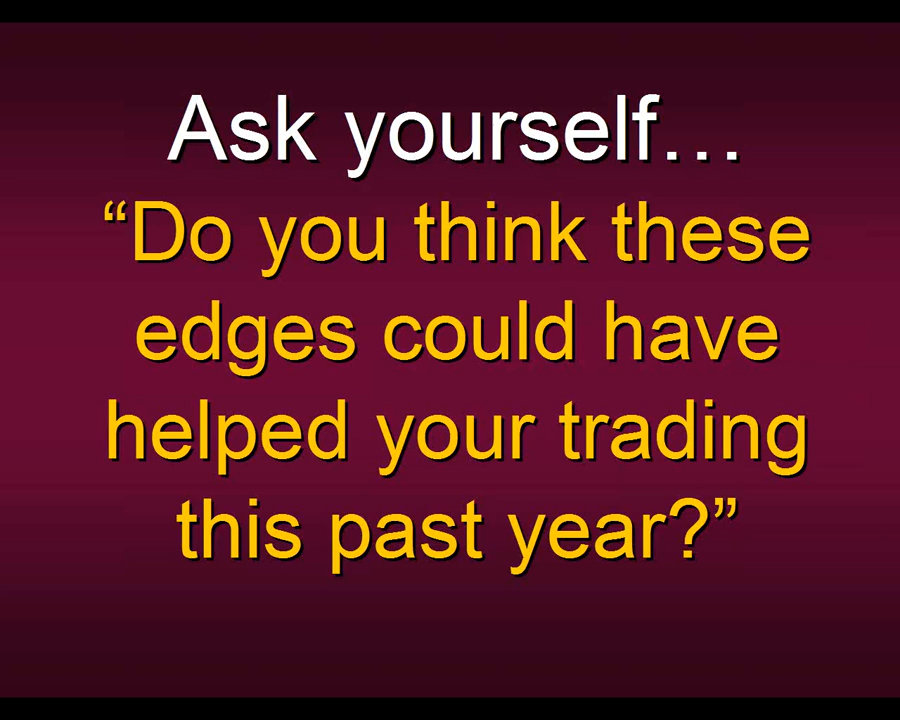 Ask yourself…
“Do you think these
edges could have
helped your trading
this past year?”